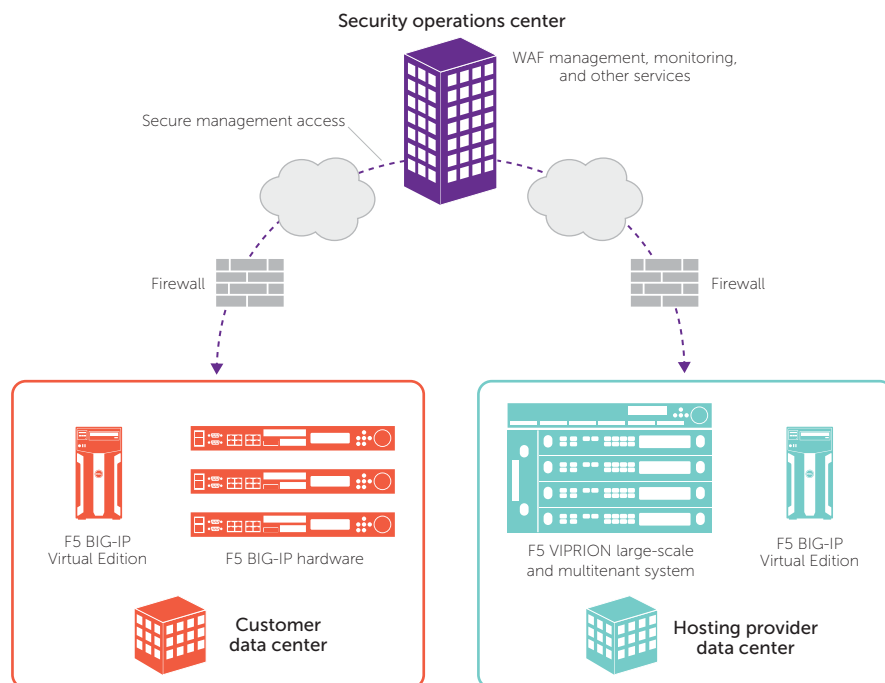 Security operations center
WAF management, monitoring,
and other services
Secure management access
Firewall
Firewall
F5 BIG-IP
Virtual Edition
F5 BIG-IP hardware
F5 VIPRION large-scale
and multitenant system
F5 BIG-IP
Virtual Edition
Customer
data center
Hosting provider
data center